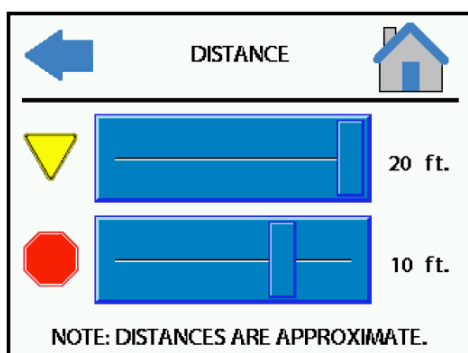 DISTANCE
20 ft.
10 ft.
NOTE: DISTANCES ARE APPROXIMATE.